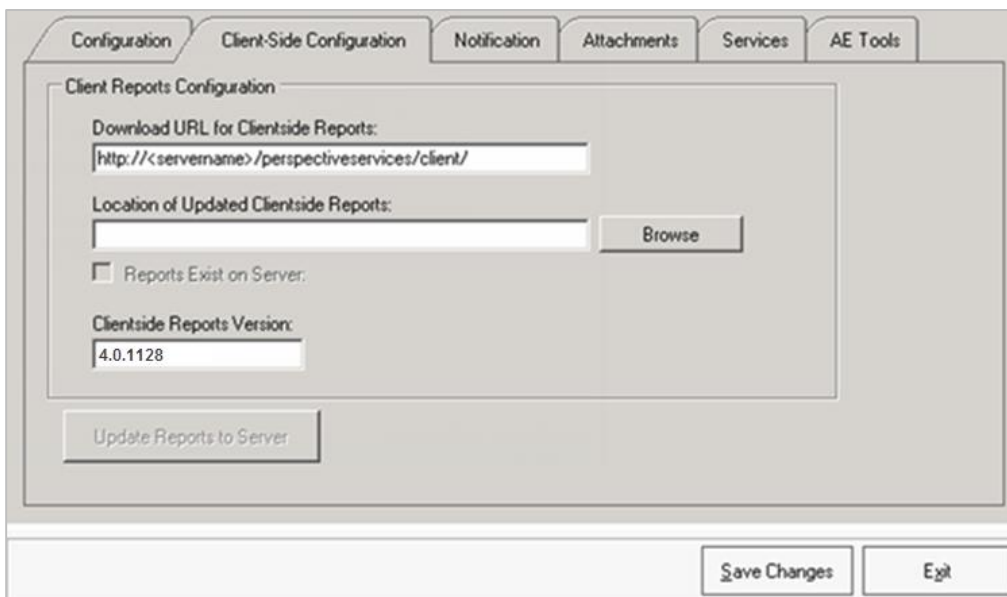 Configuration Client-Side Configuration Notification Attachments Services AE Tools
Client Reports Configuration
Download URL for Clientside Reports:
http://<servername>/perspectiveservices/client/
Location of Updated Clientside Reports:
Browse
Reports Exist on Server:
Clientside Reports Version:
4.0.1128
Update Reports to Server
Save Changes Exit